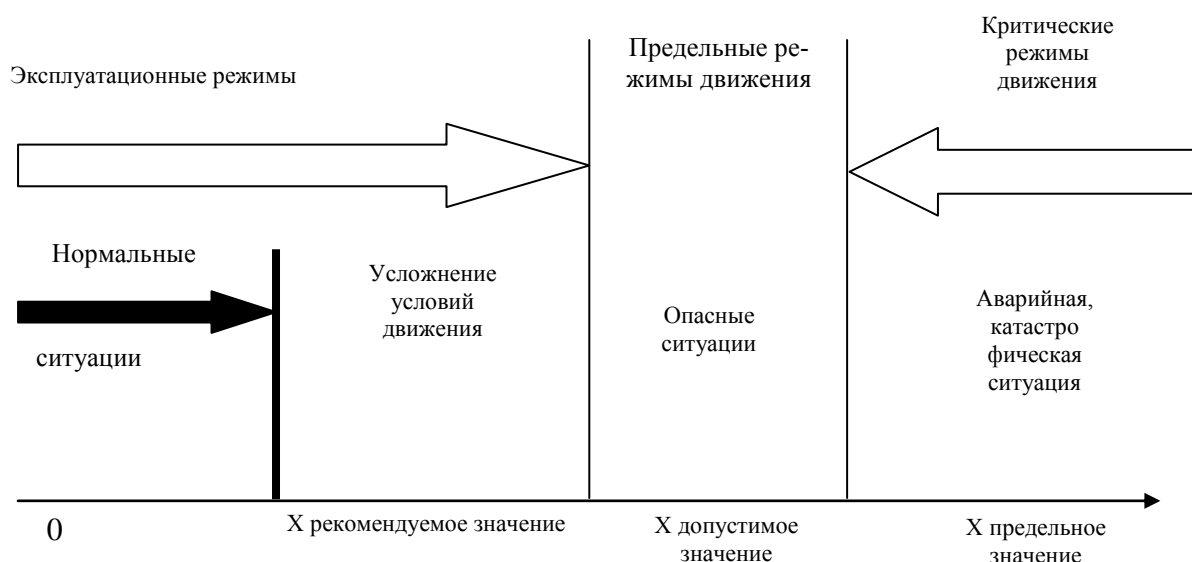 Эксплуатационные режимы
Предельные ре-
жимы движения
Критические
режимы
движения
Нормальные
ситуации
Усложнение
условий
движения
Опасные
ситуации
Аварийная,
катастро
фическая
ситуация
0
Х рекомендуемое значение
Х допустимое
значение
Х предельное
значение